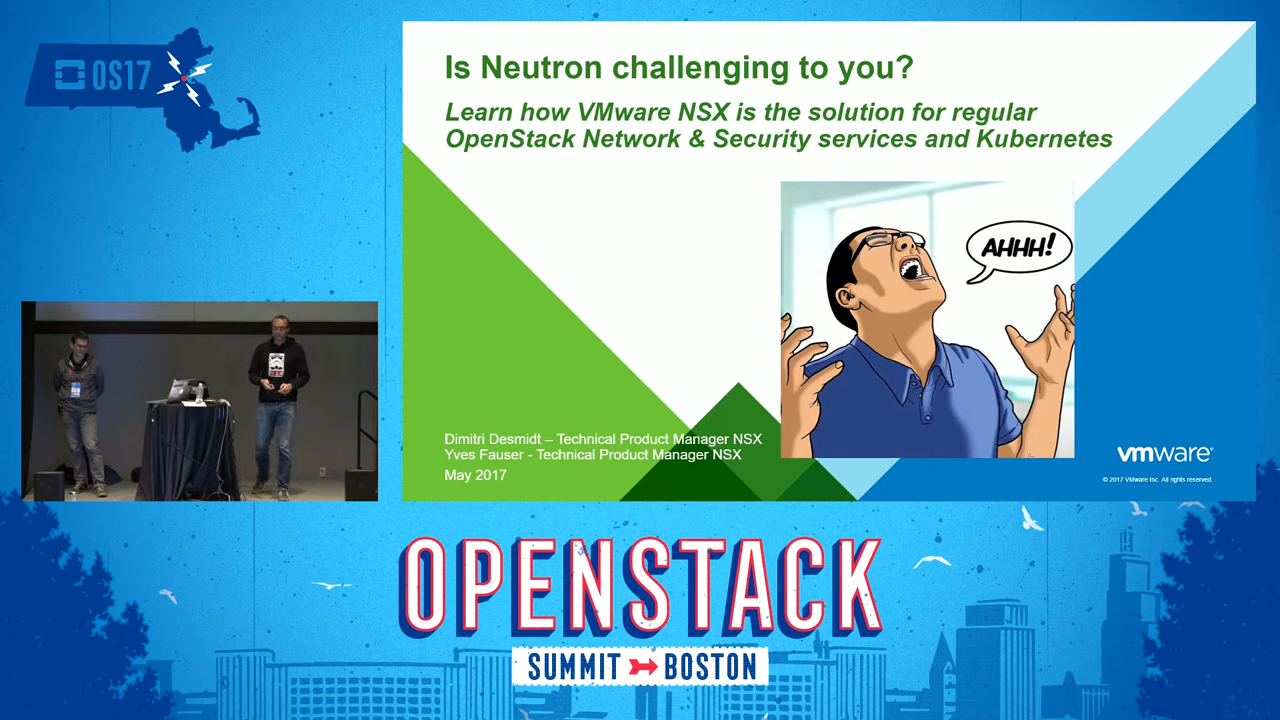 OS17
Is Neutron challenging to you?
Learn how VMware NSX is the solution for regular
OpenStack Network & Security services and Kubernetes
AHHH!
Dimitri Desmidt – Technical Product Manager NSX
Yves Fauser - Technical Product Manager NSX
May 2017
vmware®
© 2017 VMware Inc. All rights reserved
OPENSTACK
SUMMIT BOSTON